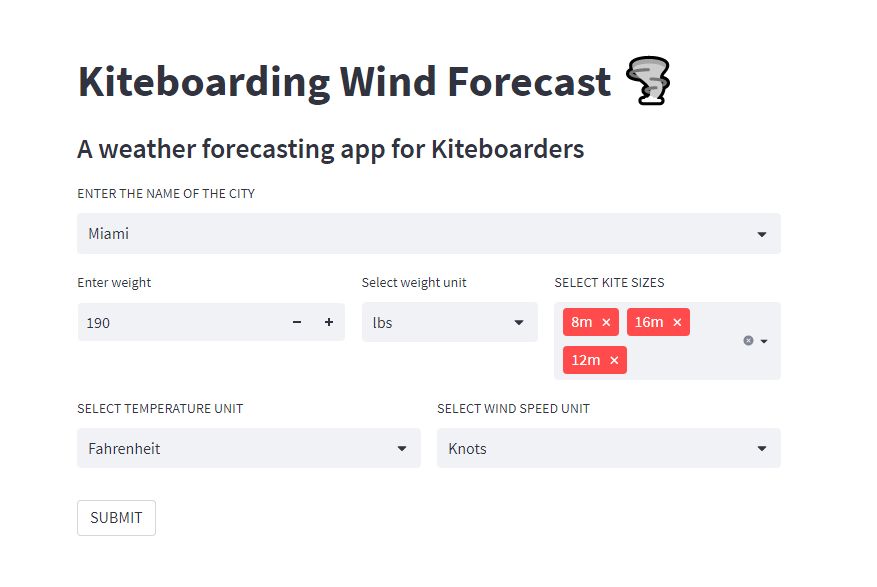 Kiteboarding Wind Forecast
A weather forecasting app for Kiteboarders
ENTER THE NAME OF THE CITY
Miami
Enter weight
Select weight unit
SELECT KITE SIZES
190
lbs
8m
16m
12m
SELECT TEMPERATURE UNIT
SELECT WIND SPEED UNIT
Fahrenheit
Knots
SUBMIT